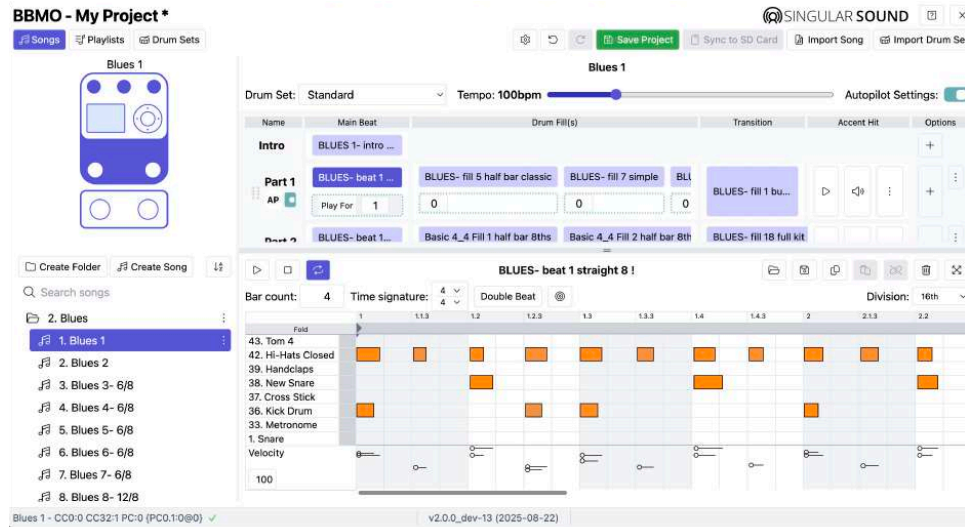 BBMO - My Project *
SINGULAR SOUND
Songs Playlists Drum Sets
Save Project Sync to SD Card Import Song Import Drum Se
Blues 1
Blues 1
Drum Set: Standard Tempo: 100bpm Autopilot Settings:
Name Main Beat Drum Fill(s) Transition Accent Hit Options
Intro BLUES 1- intro ...
Part 1 BLUES- beat 1 ... BLUES- fill 5 half bar classic BLUES- fill 7 simple BLU
BLUES- fill 1 bu...
AP Play For 1 0 0 0
Part 2 BLUES- beat 1... Basic 4_4 Fill 1 half bar 8ths Basic 4_4 Fill 2 half bar 8th BLUES- fill 18 full kit
Create Folder Create Song
BLUES- beat 1 straight 8 !
Search songs
Bar count: 4 Time signature: 4 4 Double Beat Division: 16th
2. Blues
1. Blues 1
2. Blues 2
3. Blues 3- 6/8
4. Blues 4- 6/8
5. Blues 5- 6/8
6. Blues 6- 6/8
7. Blues 7- 6/8
8. Blues 8- 12/8
1 1.1.3 1.2 1.2.3 1.3 1.3.3 1.4 1.4.3 2 2.1.3 2.2
Fold
43. Tom 4
42. Hi-Hats Closed
39. Handclaps
38. New Snare
37. Cross Stick
36. Kick Drum
33. Metronome
1. Snare
Velocity
100
Blues 1 - CC0:0 CC32:1 PC:0 {PC0.1:0@0} v2.0.0_dev-13 (2025-08-22)